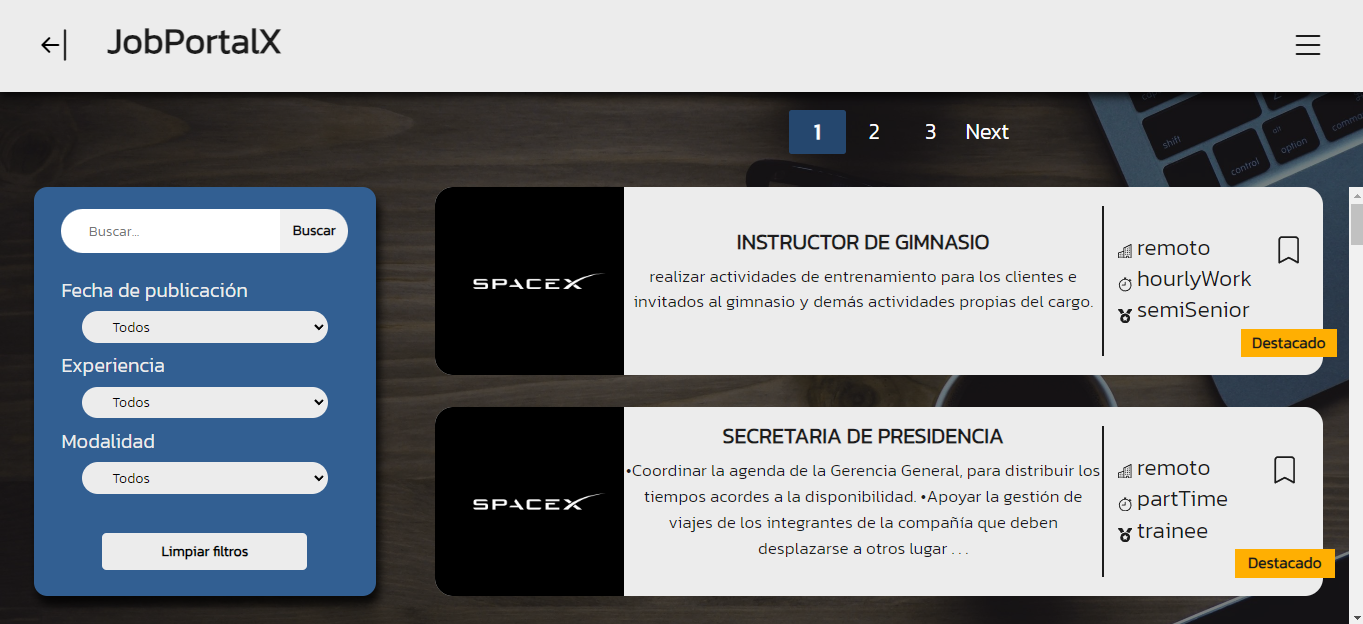 JobPortalX
1 2 3 Next
Buscar...
Buscar
Fecha de publicación
Todos
Experiencia
Todos
Modalidad
Todos
Limpiar filtros
SPACEX
INSTRUCTOR DE GIMNASIO
realizar actividades de entrenamiento para los clientes e
invitados al gimnasio y demás actividades propias del cargo.
remoto
hourlyWork
semiSenior
Destacado
SPACEX
SECRETARIA DE PRESIDENCIA
•Coordinar la agenda de la Gerencia General, para distribuir los
tiempos acordes a la disponibilidad. •Apoyar la gestión de
viajes de los integrantes de la compañía que deben
desplazarse a otros lugar . . .
remoto
partTime
trainee
Destacado
shift
control
alt
option